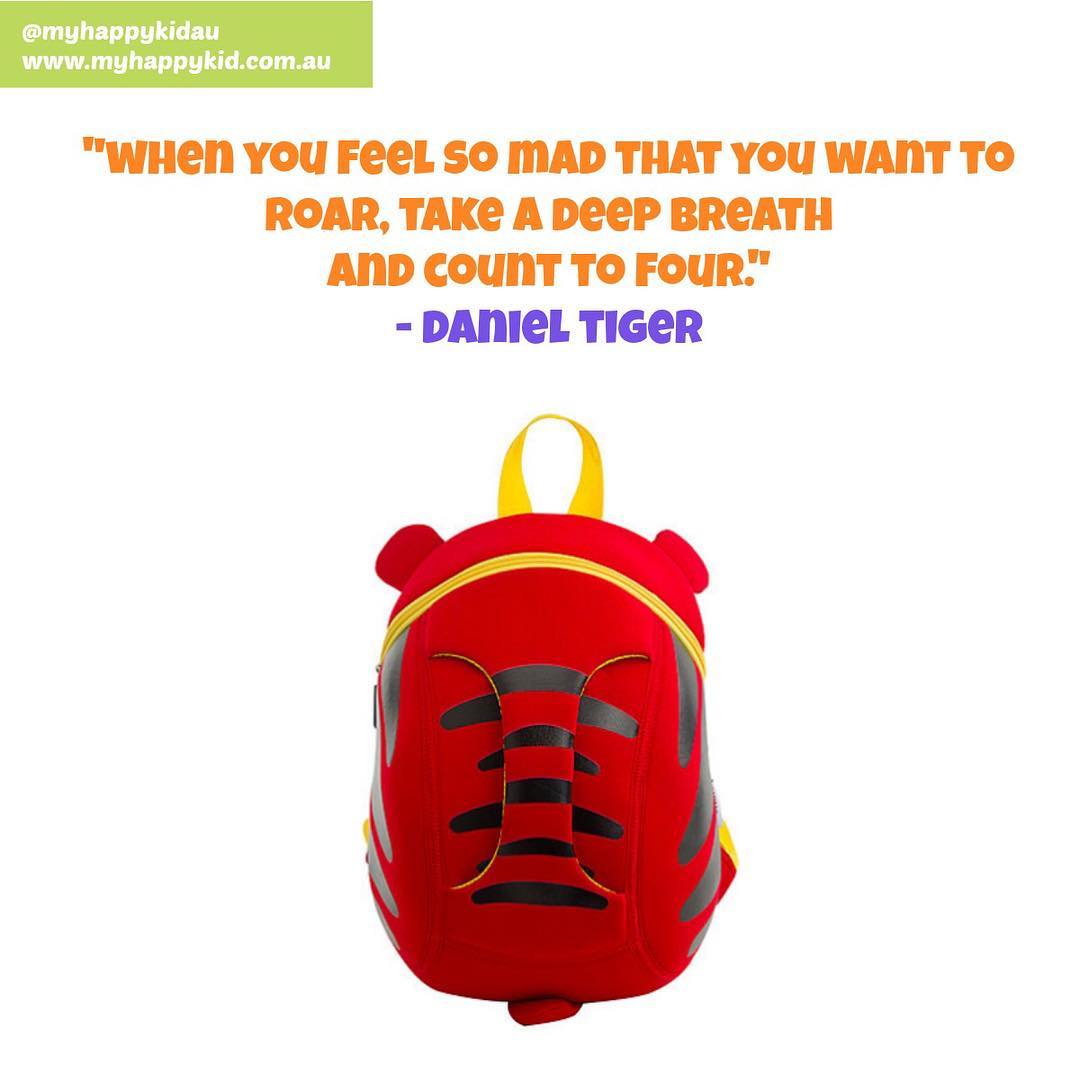 @myhappykidau
www.myhappykid.com.au
"When you feel so mad that you want to
roar, take a deep breath
and count to four."
- Daniel Tiger